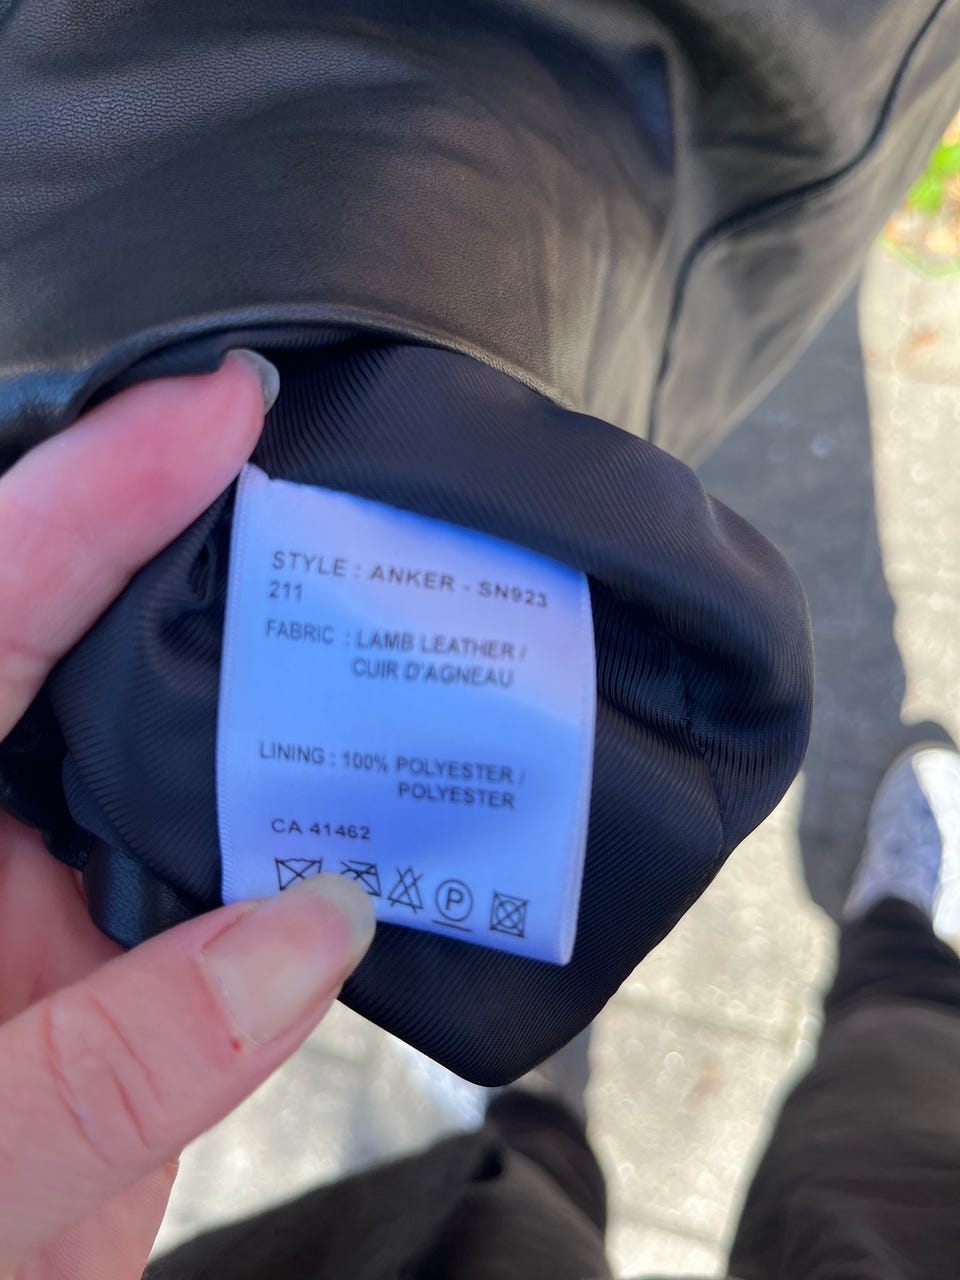 STYLE : ANKER - SN923
211
FABRIC : LAMB LEATHER /
CUIR D'AGNEAU
LINING : 100% POLYESTER /
POLYESTER
CA 41462
P